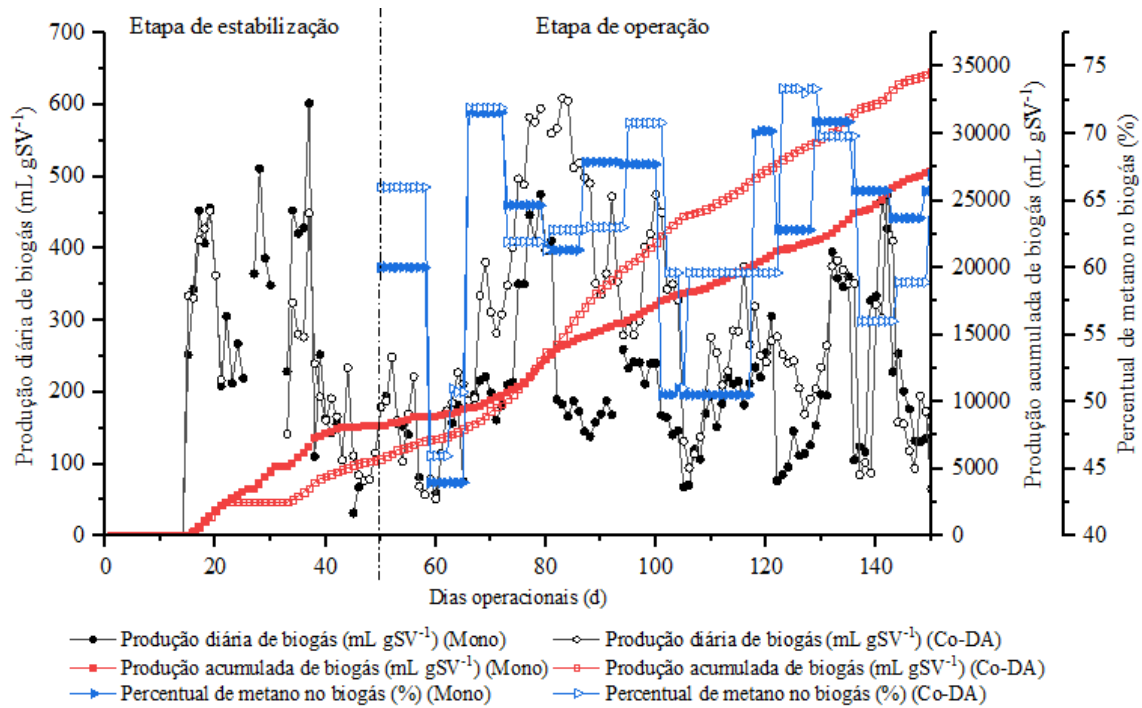 Etapa de estabilização
Etapa de operação
Produção diária de biogás (mL gSV⁻¹)
700
600
500
400
300
200
100
0
0
20
40
60
80
100
120
140
Dias operacionais (d)
35000
30000
25000
20000
15000
10000
5000
0
Produção acumulada de biogás (mL gSV⁻¹)
75
70
65
60
55
50
45
40
Percentual de metano no biogás (%)
Produção diária de biogás (mL gSV⁻¹) (Mono)
Produção diária de biogás (mL gSV⁻¹) (Co-DA)
Produção acumulada de biogás (mL gSV⁻¹) (Mono)
Produção acumulada de biogás (mL gSV⁻¹) (Co-DA)
Percentual de metano no biogás (%) (Mono)
Percentual de metano no biogás (%) (Co-DA)